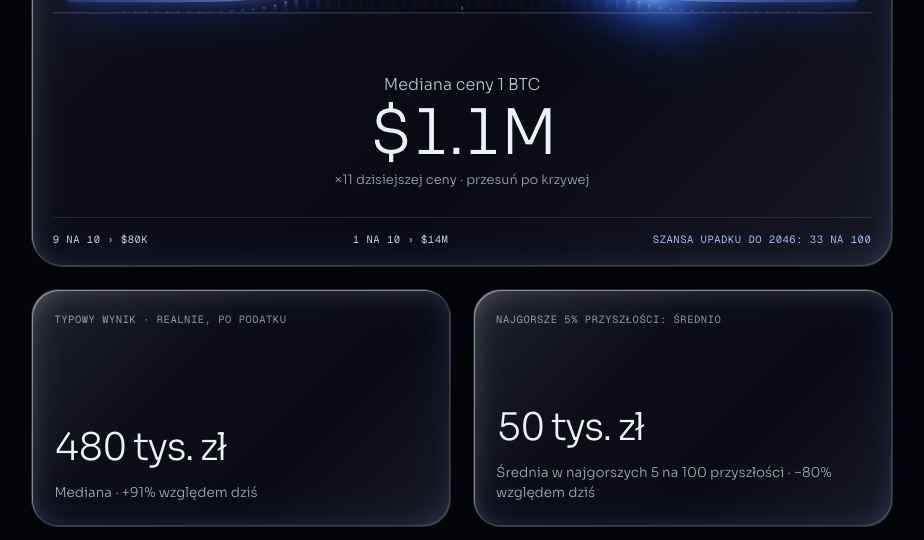 Mediana ceny 1 BTC
$1.1M
×11 dzisiejszej ceny · przesuń po krzywej
9 NA 10 › $80K
1 NA 10 › $14M
SZANSA UPADKU DO 2046: 33 NA 100
TYPOWY WYNIK · REALNIE, PO PODATKU
480 tys. zł
Mediana · +91% względem dziś
NAJGORSZE 5% PRZYSZŁOŚCI: ŚREDNIO
50 tys. zł
Średnia w najgorszych 5 na 100 przyszłości · −80%
względem dziś